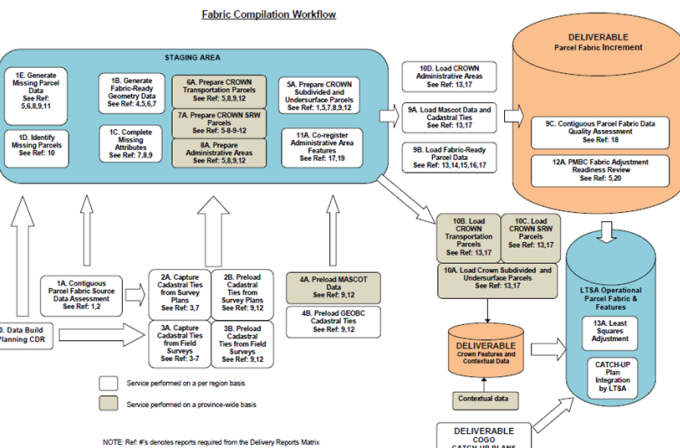 Fabric Compilation Workflow
STAGING AREA
1E. Generate
Missing Parcel
Data
See Ref:
5,6,8,9,11
1D. Identify
Missing Parcels
See Ref: 10
1B. Generate
Fabric-Ready
Geometry Data
See Ref: 4,5,6,7
1C. Complete
Missing
Attributes
See Ref: 7,8,9
6A. Prepare CROWN
Transportation Parcels
See Ref: 5,8,9,12
7A. Prepare CROWN SRW
Parcels
See Ref: 5-8-9-12
8A. Prepare
Administrative Areas
See Ref: 5,8,9,12
5A. Prepare CROWN
Subdivided and
Undersurface Parcels
See Ref: 1,5,7,8,9,12
11A. Co-register
Administrative Area
Features
See Ref: 17,19
10D. Load CROWN
Administrative Areas
See Ref: 13,17
9A. Load Mascot Data and
Cadastral Ties
See Ref: 13,17
9B. Load Fabric-Ready
Parcel Data
See Ref: 13,14,15,16,17
DELIVERABLE
Parcel Fabric Increment
9C. Contiguous Parcel Fabric Data
Quality Assessment
See Ref: 18
12A. PMBC Fabric Adjustment
Readiness Review
See Ref: 5,20
10B. Load
CROWN
Transportation
Parcels
See Ref: 13,17
10C. Load
CROWN SRW
Parcels
See Ref: 13,17
10A. Load Crown Subdivided and
Undersurface Parcels
See Ref: 13,17
LTSA Operational
Parcel Fabric &
Features
13A. Least
Squares
Adjustment
CATCH-UP
Plan
Integration
by LTSA
1A. Contiguous
Parcel Fabric Source
Data Assessment
See Ref: 1,2
2A. Capture
Cadastral Ties
from Survey
Plans
See Ref: 3,7
2B. Preload
Cadastral
Ties from
Survey Plans
See Ref: 9,12
3A. Capture
Cadastral Ties
from Field
Surveys
See Ref: 3-7
3B. Preload
Cadastral
Ties from Field
Surveys
See Ref: 9,12
4A. Preload MASCOT
Data
See Ref: 9,12
4B. Preload GEOBC
Cadastral Ties
See Ref: 9,12
0. Data Build
Planning CDR
DELIVERABLE
Crown Features and
Contextual Data
Contextual data
Service performed on a per region basis
Service performed on a province-wide basis
DELIVERABLE
COGO
CATCH-UP PLANS
NOTE: Ref: #'s denotes reports required from the Delivery Reports Matrix